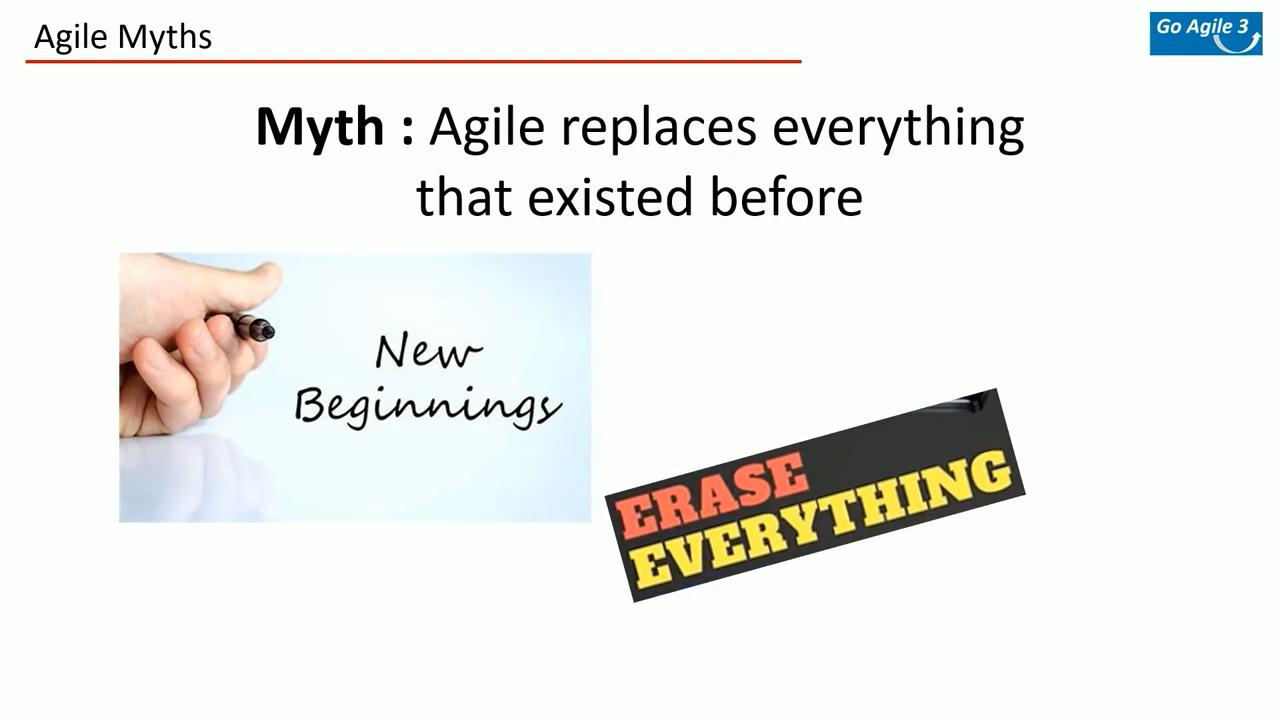 Agile Myths
Go Agile 3
Myth : Agile replaces everything
that existed before
New
Beginnings
ERASE
EVERYTHING